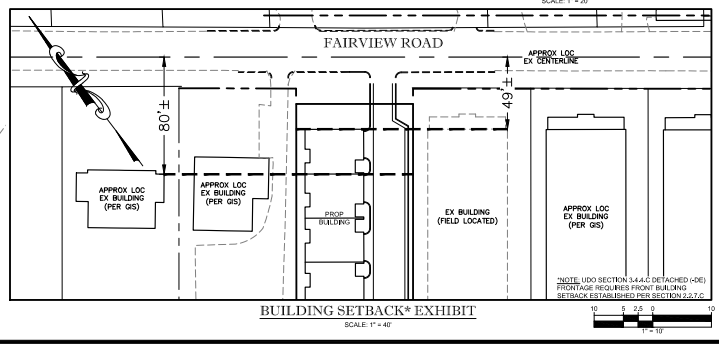 SCALE: 1" = 20'
FAIRVIEW ROAD
APPROX LOC
EX CENTERLINE
80'±
49'±
APPROX LOC
EX BUILDING
(PER GIS)
APPROX LOC
EX BUILDING
(PER GIS)
PROP
BUILDING
EX BUILDING
(FIELD LOCATED)
APPROX LOC
EX BUILDING
(PER GIS)
*NOTE: UDO SECTION 3.4.4.C DETACHED (-DE)
FRONTAGE REQUIRES FRONT BUILDING
SETBACK ESTABLISHED PER SECTION 2.2.7.C
BUILDING SETBACK* EXHIBIT
SCALE: 1" = 40'
10 5 2.5 0 10
1" = 10'
10